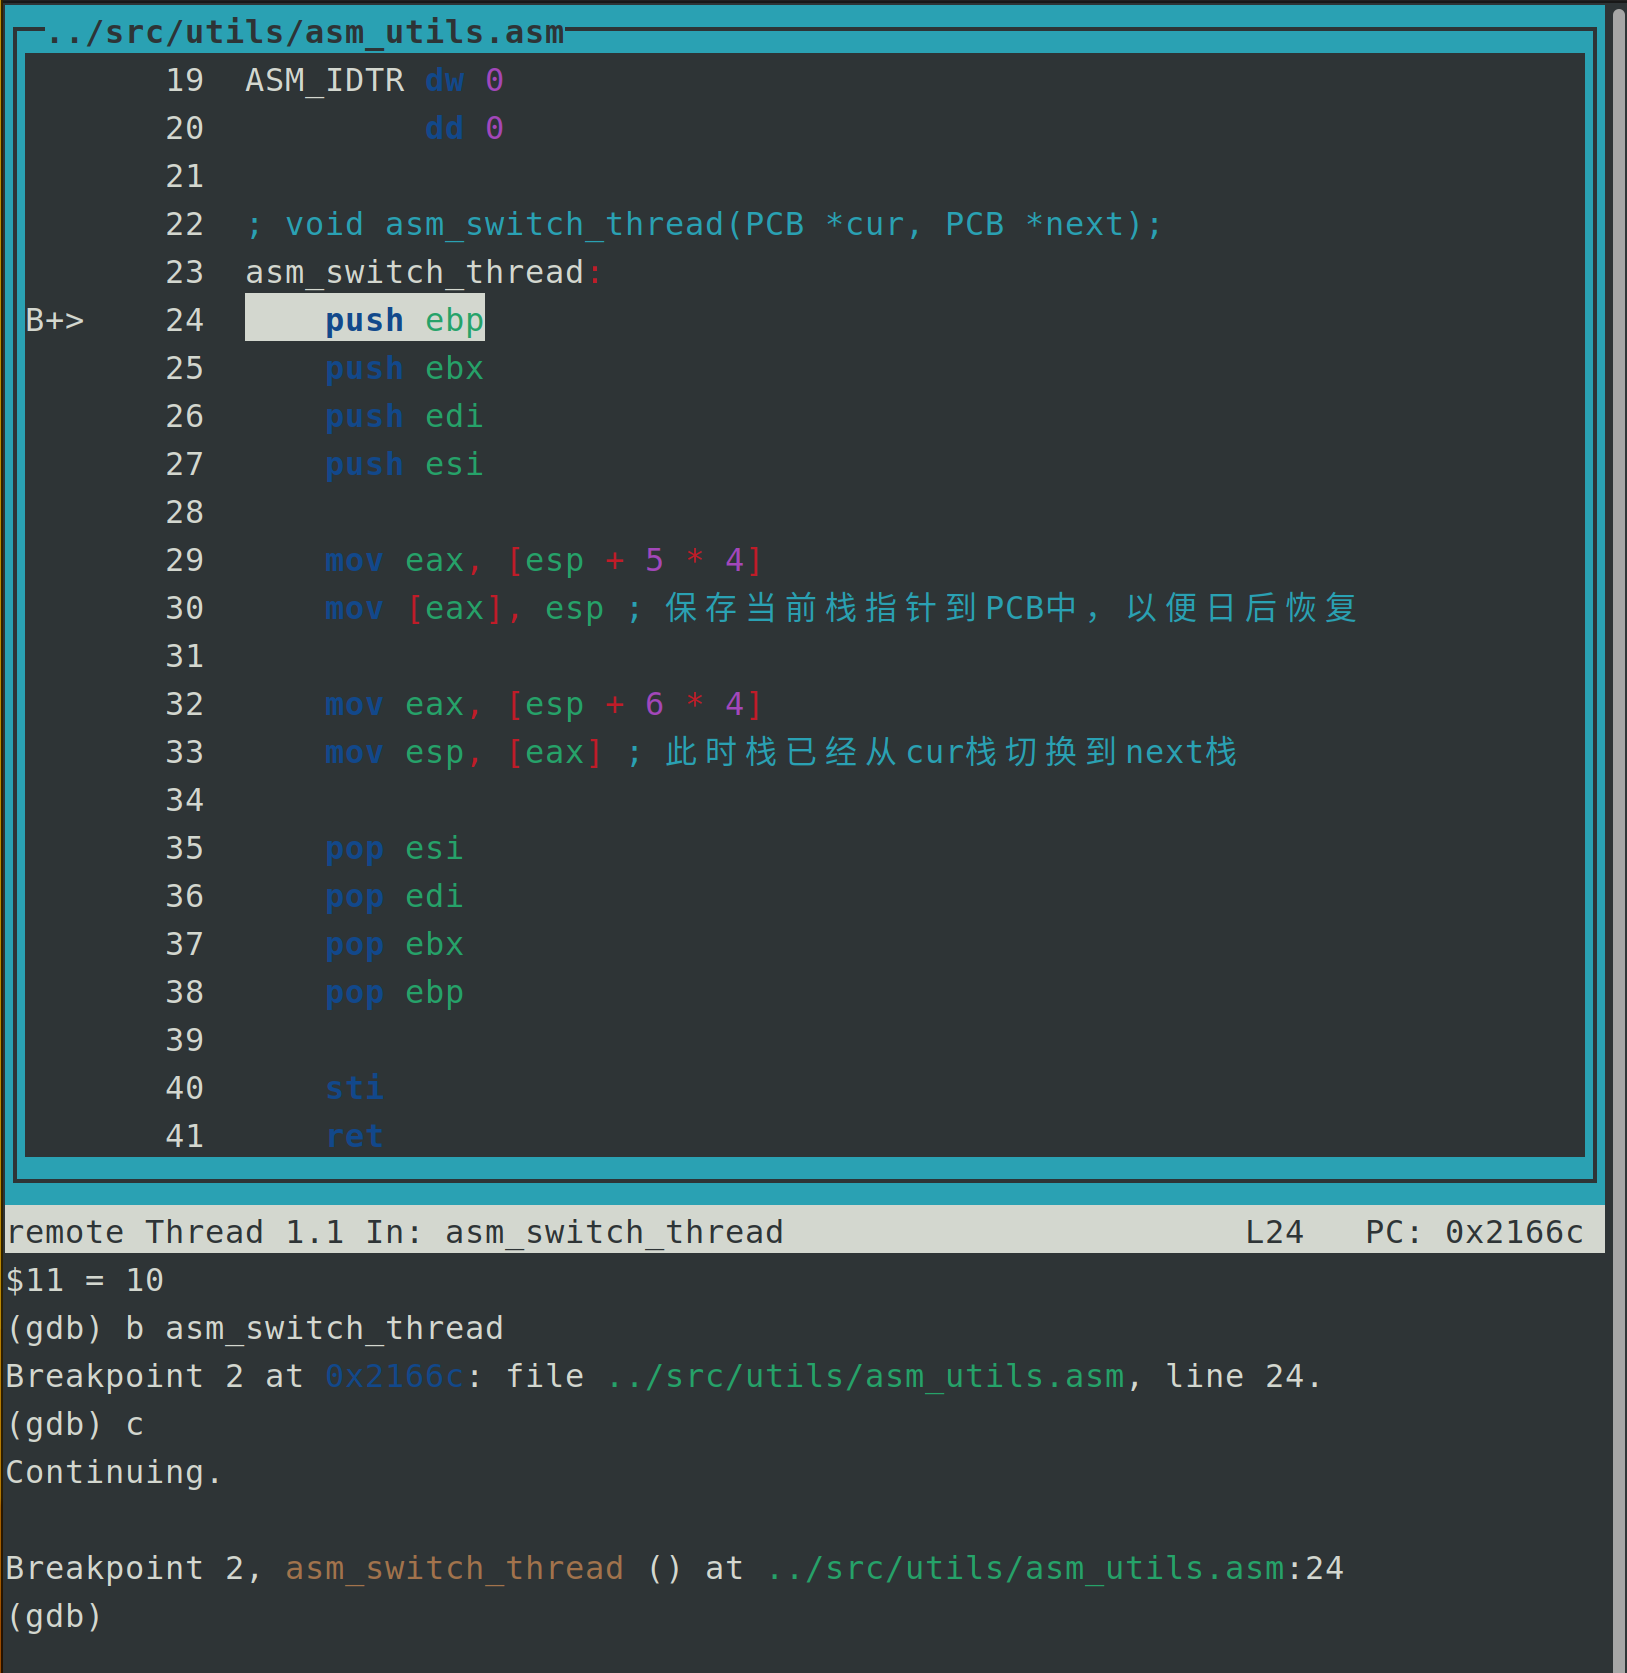 ../src/utils/asm_utils.asm
19 ASM_IDTR dw 0
20 dd 0
21
22 ; void asm_switch_thread(PCB *cur, PCB *next);
23 asm_switch_thread:
B+> 24 push ebp
25 push ebx
26 push edi
27 push esi
28
29 mov eax, [esp + 5 * 4]
30 mov [eax], esp ; 保存当前栈指针到PCB中，以便日后恢复
31
32 mov eax, [esp + 6 * 4]
33 mov esp, [eax] ; 此时栈已经从cur栈切换到next栈
34
35 pop esi
36 pop edi
37 pop ebx
38 pop ebp
39
40 sti
41 ret
remote Thread 1.1 In: asm_switch_thread L24 PC: 0x2166c
$11 = 10
(gdb) b asm_switch_thread
Breakpoint 2 at 0x2166c: file ../src/utils/asm_utils.asm, line 24.
(gdb) c
Continuing.
Breakpoint 2, asm_switch_thread () at ../src/utils/asm_utils.asm:24
(gdb)